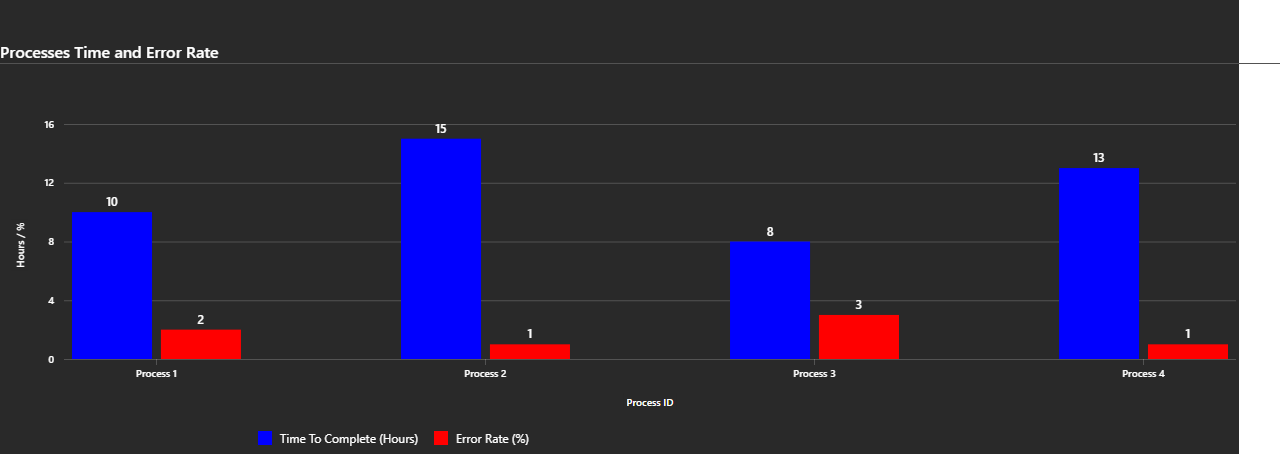 Processes Time and Error Rate
16
15
13
12
10
8
8
Hours / %
4
3
2
1
1
0
Process 1
Process 2
Process 3
Process 4
Process ID
Time To Complete (Hours)
Error Rate (%)